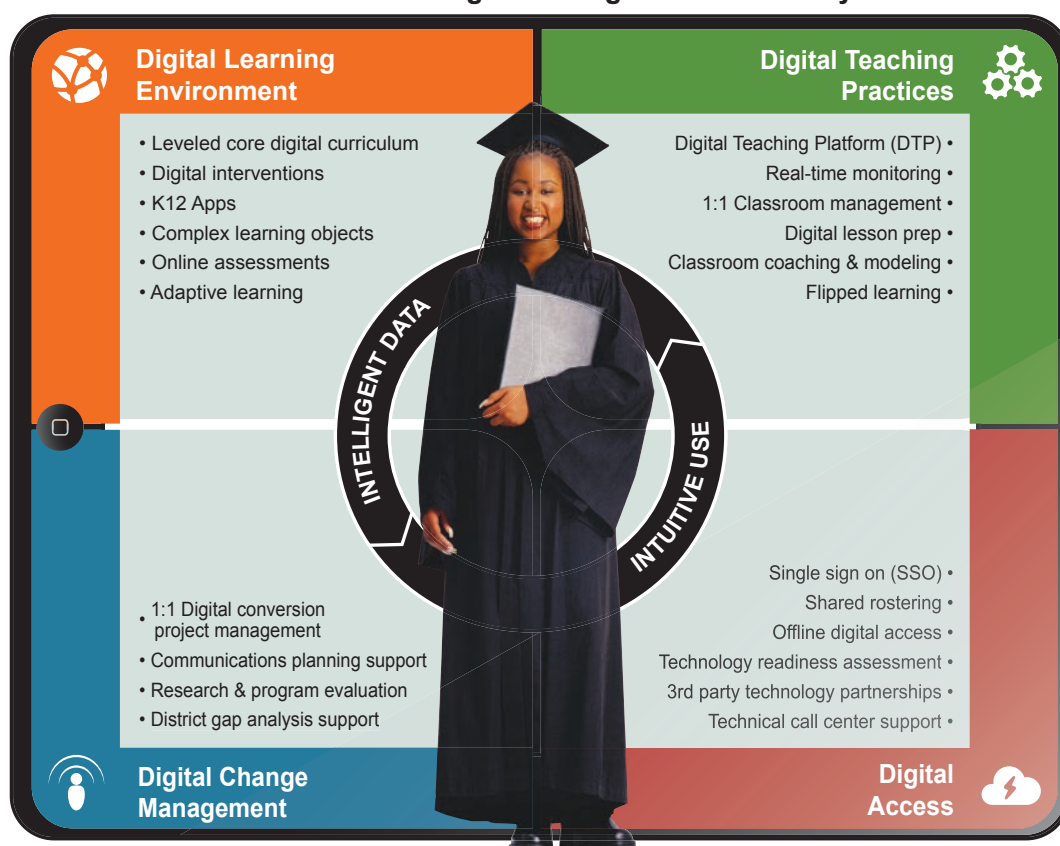 Digital Learning
Environment
• Leveled core digital curriculum
• Digital interventions
• K12 Apps
• Complex learning objects
• Online assessments
• Adaptive learning
Digital Teaching
Practices
Digital Teaching Platform (DTP) •
Real-time monitoring •
1:1 Classroom management •
Digital lesson prep •
Classroom coaching & modeling •
Flipped learning •
INTELLIGENT DATA
INTUITIVE USE
• 1:1 Digital conversion
project management
• Communications planning support
• Research & program evaluation
• District gap analysis support
Digital Change
Management
Single sign on (SSO) •
Shared rostering •
Offline digital access •
Technology readiness assessment •
3rd party technology partnerships •
Technical call center support •
Digital
Access